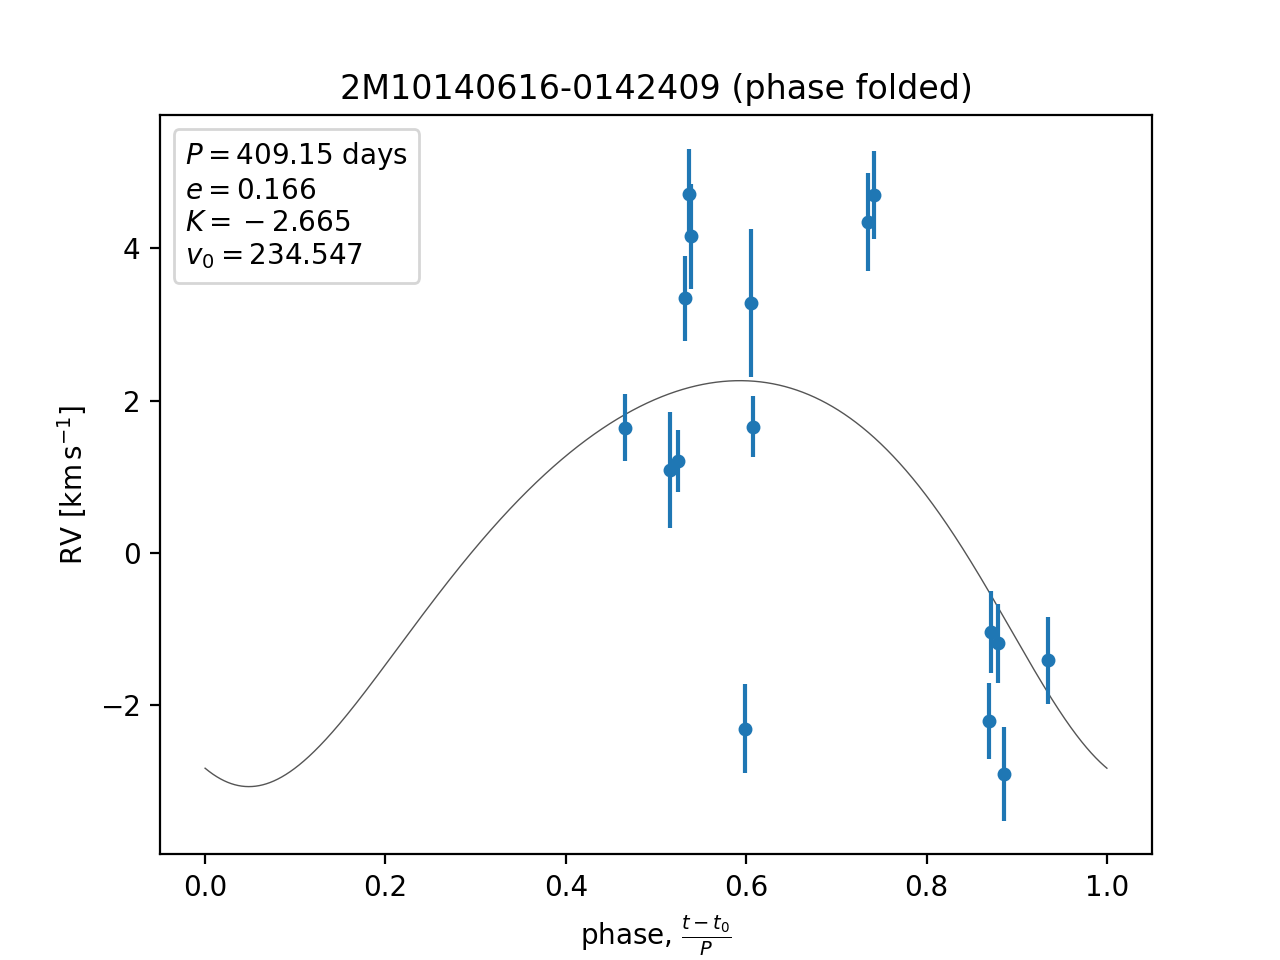 2M10140616-0142409 (phase folded)
P = 409.15 days
e = 0.166
K = −2.665
v₀ = 234.547
4
2
0
−2
RV [km s⁻¹]
0.0 0.2 0.4 0.6 0.8 1.0
phase, (t − t₀)/P